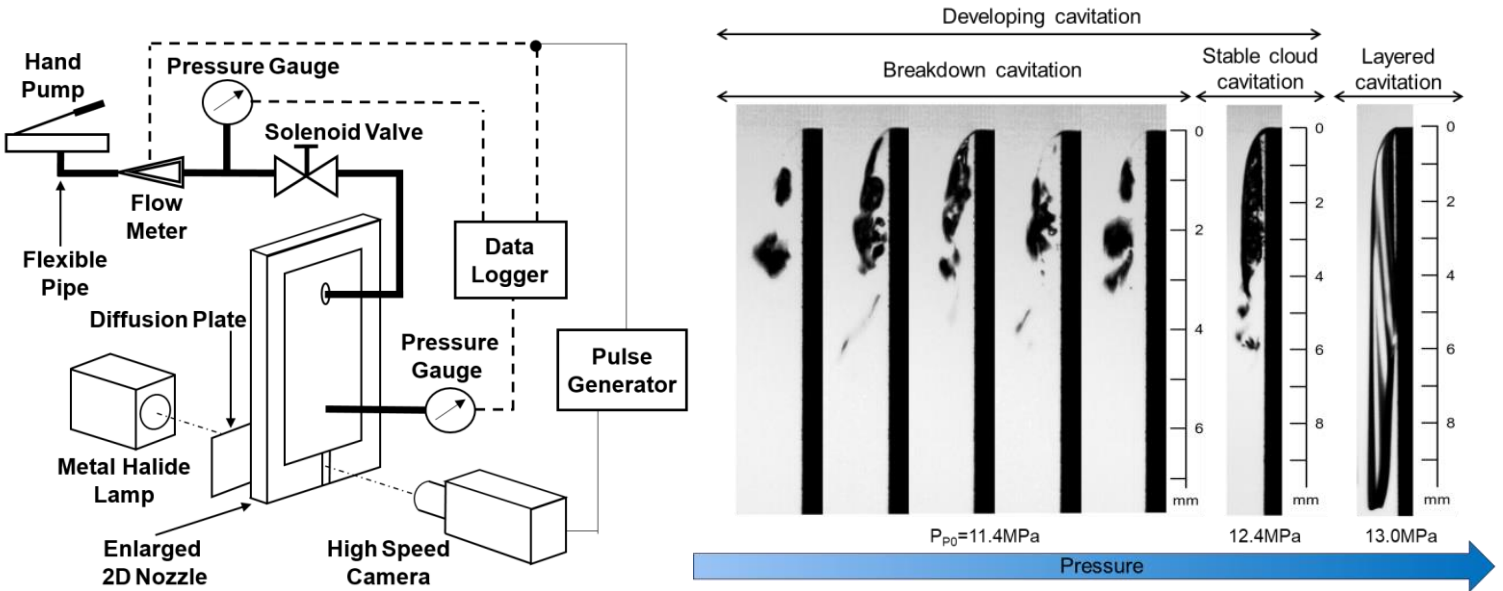 Hand
Pump
Pressure Gauge
Solenoid Valve
Flow
Meter
Flexible
Pipe
Data
Logger
Diffusion Plate
Pressure
Gauge
Pulse
Generator
Metal Halide
Lamp
Enlarged
2D Nozzle
High Speed
Camera
Developing cavitation
Breakdown cavitation
Stable cloud
cavitation
Layered
cavitation
0
2
4
6
mm
0
2
4
6
8
mm
0
2
4
6
8
mm
PP0=11.4MPa
12.4MPa
13.0MPa
Pressure